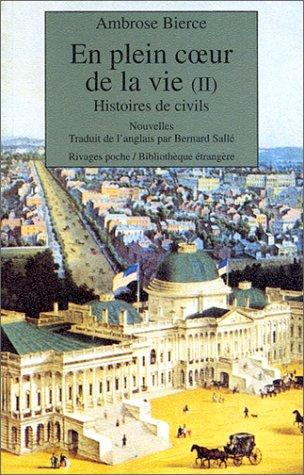 Ambrose Bierce
En plein cœur
de la vie (II)
Histoires de civils
Nouvelles
Traduit de l'anglais par Bernard Sallé
Rivages poche / Bibliothèque étrangère